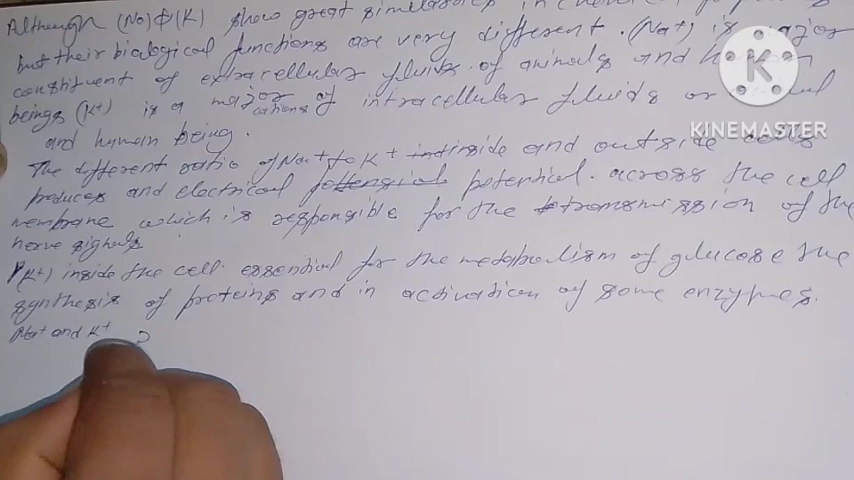 Although (Na) & (K) show great similarities in
but their biological functions are very different. (Na+) is major
constituent of extracellular fluids of animals and human
beings (K+) is a major cations of intracellular fluids or
and human being.
The different ratio of Na+ to K+ inside and outside cells
produces and electrical potential across the cell
membrane which is responsible for the transmission of the
nerve signals
(K+) inside the cell essential for the metabolism of glucose the
synthesis of proteins and in activation of some enzymes.
Na+ and K+
K
KINEMASTER